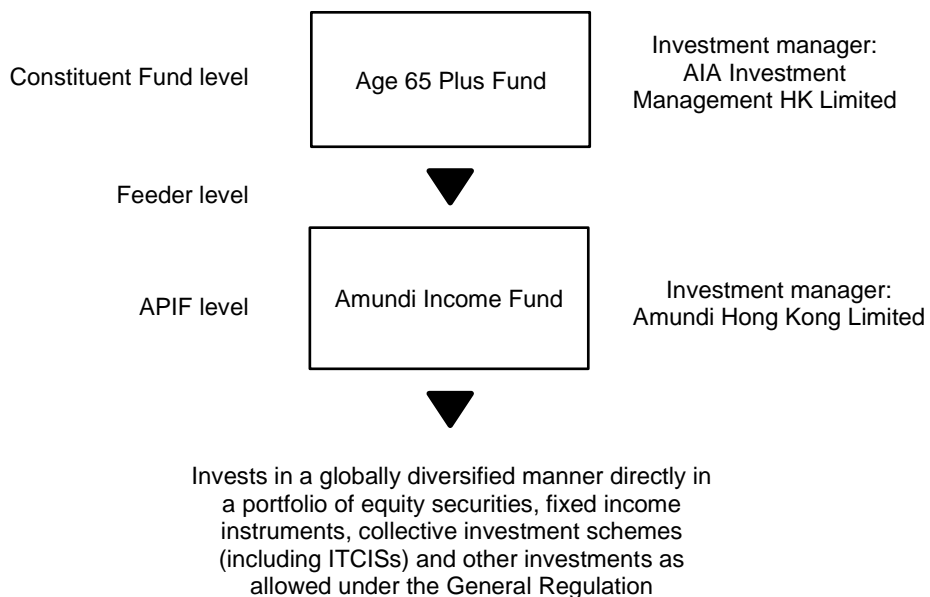 Constituent Fund level
Age 65 Plus Fund
Investment manager:
AIA Investment
Management HK Limited
Feeder level
APIF level
Amundi Income Fund
Investment manager:
Amundi Hong Kong Limited
Invests in a globally diversified manner directly in
a portfolio of equity securities, fixed income
instruments, collective investment schemes
(including ITCISs) and other investments as
allowed under the General Regulation